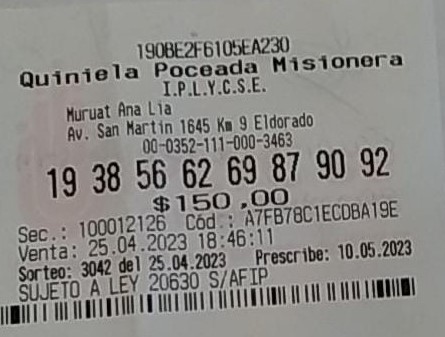 190BE2F6105EA230
Quiniela Poceada Misionera
I.P.L.Y.C.S.E.
Muruat Ana Lia
Av. San Martin 1645 Km 9 Eldorado
00-0352-111-000-3463
19 38 56 62 69 87 90 92
$150,00
Sec.: 100012126 Cód.: A7FB78C1ECDBA19E
Venta: 25.04.2023 18:46:11
Sorteo: 3042 del 25.04.2023 Prescribe: 10.05.2023
SUJETO A LEY 20630 S/AFIP